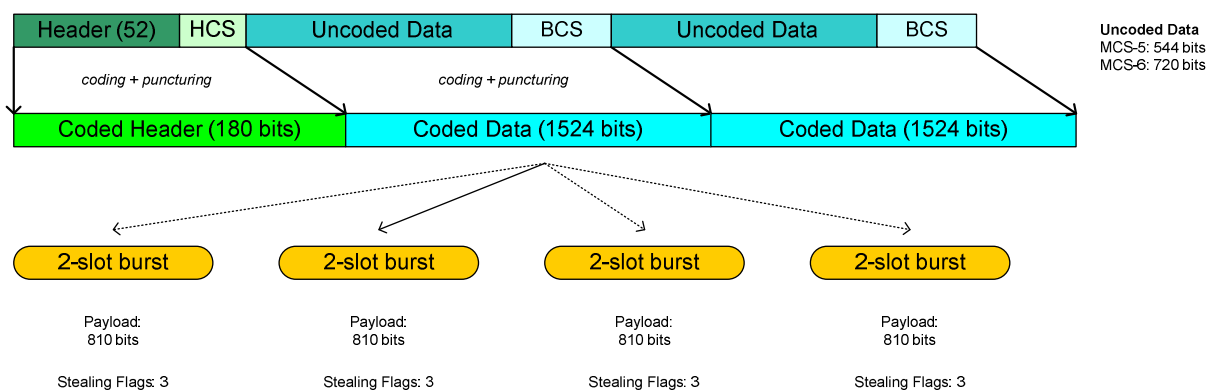 Header (52) HCS Uncoded Data BCS Uncoded Data BCS
Uncoded Data
MCS-5: 544 bits
MCS-6: 720 bits
coding + puncturing coding + puncturing
Coded Header (180 bits) Coded Data (1524 bits) Coded Data (1524 bits)
2-slot burst 2-slot burst 2-slot burst 2-slot burst
Payload: Payload: Payload: Payload:
810 bits 810 bits 810 bits 810 bits
Stealing Flags: 3 Stealing Flags: 3 Stealing Flags: 3 Stealing Flags: 3